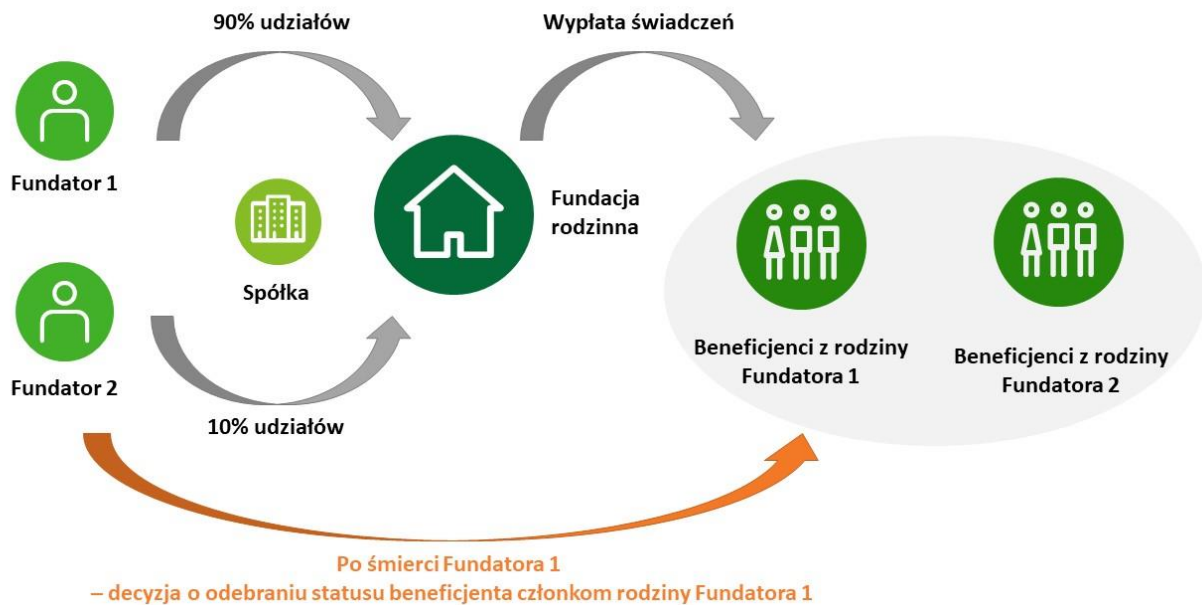 90% udziałów
Wypłata świadczeń
Fundator 1
Fundacja
rodzinna
Spółka
Fundator 2
10% udziałów
Beneficjenci z rodziny
Fundatora 1
Beneficjenci z rodziny
Fundatora 2
Po śmierci Fundatora 1
– decyzja o odebraniu statusu beneficjenta członkom rodziny Fundatora 1